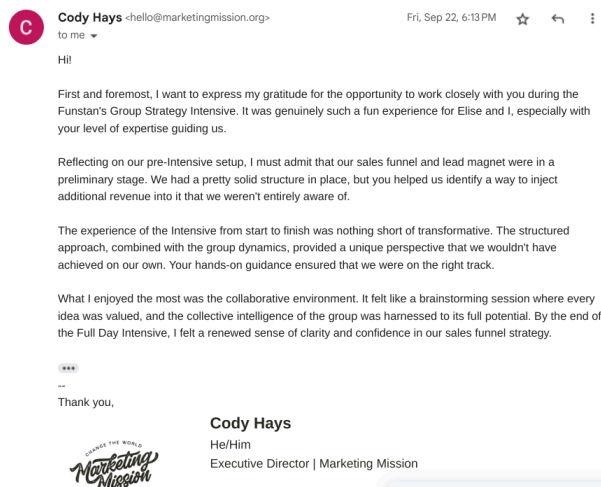 C
Cody Hays <hello@marketingmission.org>
Fri, Sep 22, 6:13 PM
to me
Hi!
First and foremost, I want to express my gratitude for the opportunity to work closely with you during the
Funstan's Group Strategy Intensive. It was genuinely such a fun experience for Elise and I, especially with
your level of expertise guiding us.
Reflecting on our pre-Intensive setup, I must admit that our sales funnel and lead magnet were in a
preliminary stage. We had a pretty solid structure in place, but you helped us identify a way to inject
additional revenue into it that we weren't entirely aware of.
The experience of the Intensive from start to finish was nothing short of transformative. The structured
approach, combined with the group dynamics, provided a unique perspective that we wouldn't have
achieved on our own. Your hands-on guidance ensured that we were on the right track.
What I enjoyed the most was the collaborative environment. It felt like a brainstorming session where every
idea was valued, and the collective intelligence of the group was harnessed to its full potential. By the end of
the Full Day Intensive, I felt a renewed sense of clarity and confidence in our sales funnel strategy.
--
Thank you,
CHANGE THE WORLD
Marketing
Mission
Cody Hays
He/Him
Executive Director | Marketing Mission